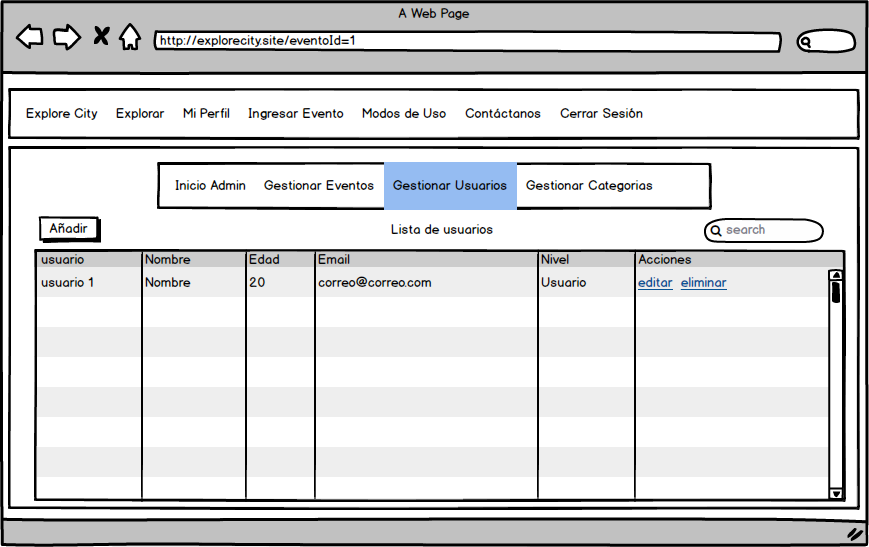 A Web Page
http://explorecity.site/eventoId=1
Explore City Explorar Mi Perfil Ingresar Evento Modos de Uso Contáctanos Cerrar Sesión
Inicio Admin Gestionar Eventos Gestionar Usuarios Gestionar Categorias
Añadir Lista de usuarios search
usuario Nombre Edad Email Nivel Acciones
usuario 1 Nombre 20 correo@correo.com Usuario editar eliminar